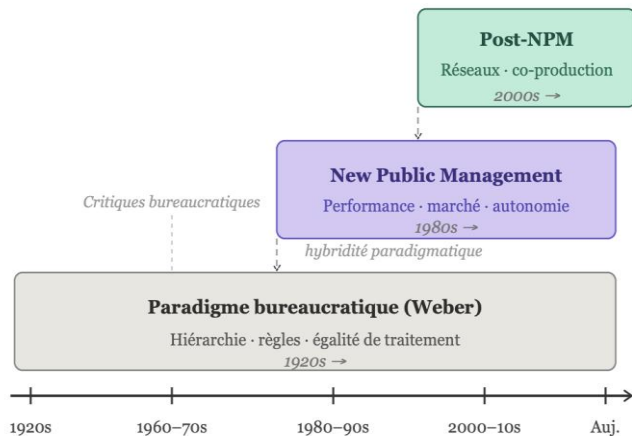 Post-NPM
Réseaux · co-production
2000s →
New Public Management
Performance · marché · autonomie
1980s →
Critiques bureaucratiques
hybridité paradigmatique
Paradigme bureaucratique (Weber)
Hiérarchie · règles · égalité de traitement
1920s →
1920s 1960–70s 1980–90s 2000–10s Auj.